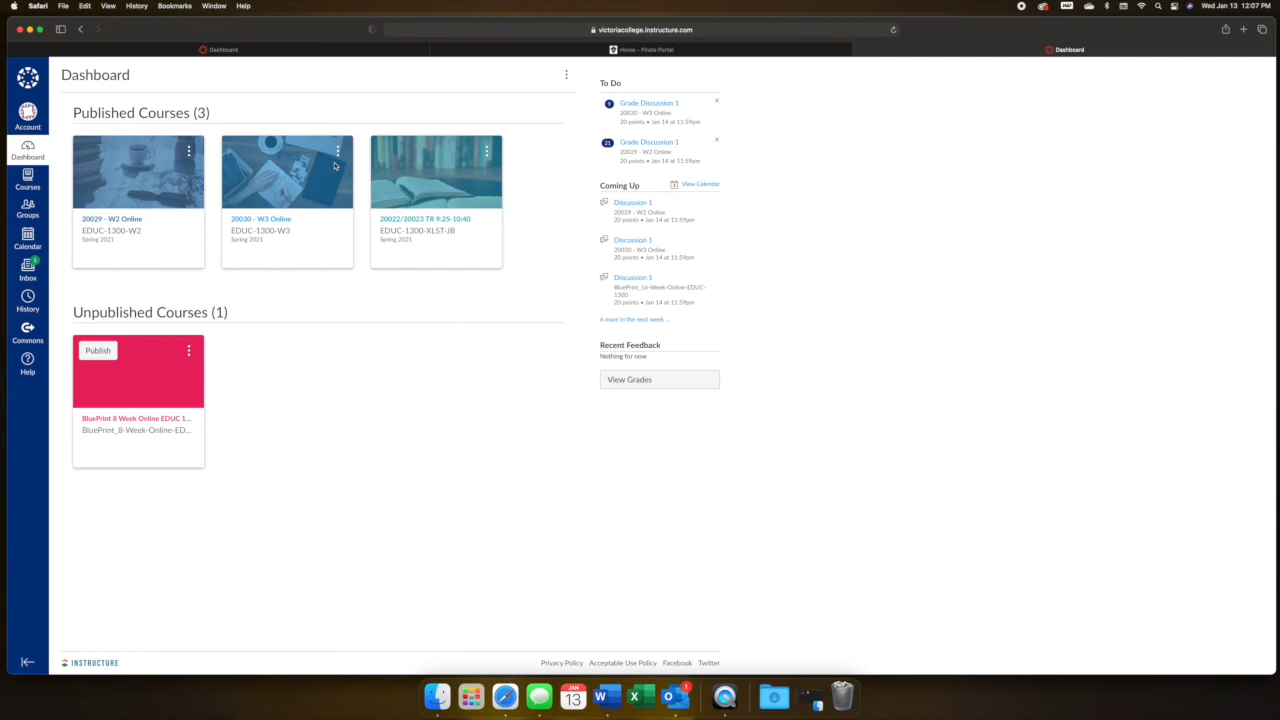 Safari File Edit View History Bookmarks Window Help
Wed Jan 13 12:07 PM
victoriacollege.instructure.com
Dashboard
Home - Pirate Portal
Dashboard
Account
Dashboard
Courses
Groups
Calendar
Inbox
History
Commons
Help
Dashboard
Published Courses (3)
20029 - W2 Online
EDUC-1300-W2
Spring 2021
20030 - W3 Online
EDUC-1300-W3
Spring 2021
20022/20023 TR 9:25-10:40
EDUC-1300-XLST-JB
Spring 2021
Unpublished Courses (1)
Publish
BluePrint 8 Week Online EDUC 1...
BluePrint_8-Week-Online-ED...
To Do
9
Grade Discussion 1
20030 - W3 Online
20 points • Jan 14 at 11:59pm
21
Grade Discussion 1
20029 - W2 Online
20 points • Jan 14 at 11:59pm
Coming Up
View Calendar
Discussion 1
20029 - W2 Online
20 points • Jan 14 at 11:59pm
Discussion 1
20030 - W3 Online
20 points • Jan 14 at 11:59pm
Discussion 1
BluePrint_16-Week-Online-EDUC-
1300
20 points • Jan 14 at 11:59pm
6 more in the next week ...
Recent Feedback
Nothing for now
View Grades
INSTRUCTURE
Privacy Policy Acceptable Use Policy Facebook Twitter
JAN
13
W
X
O
1